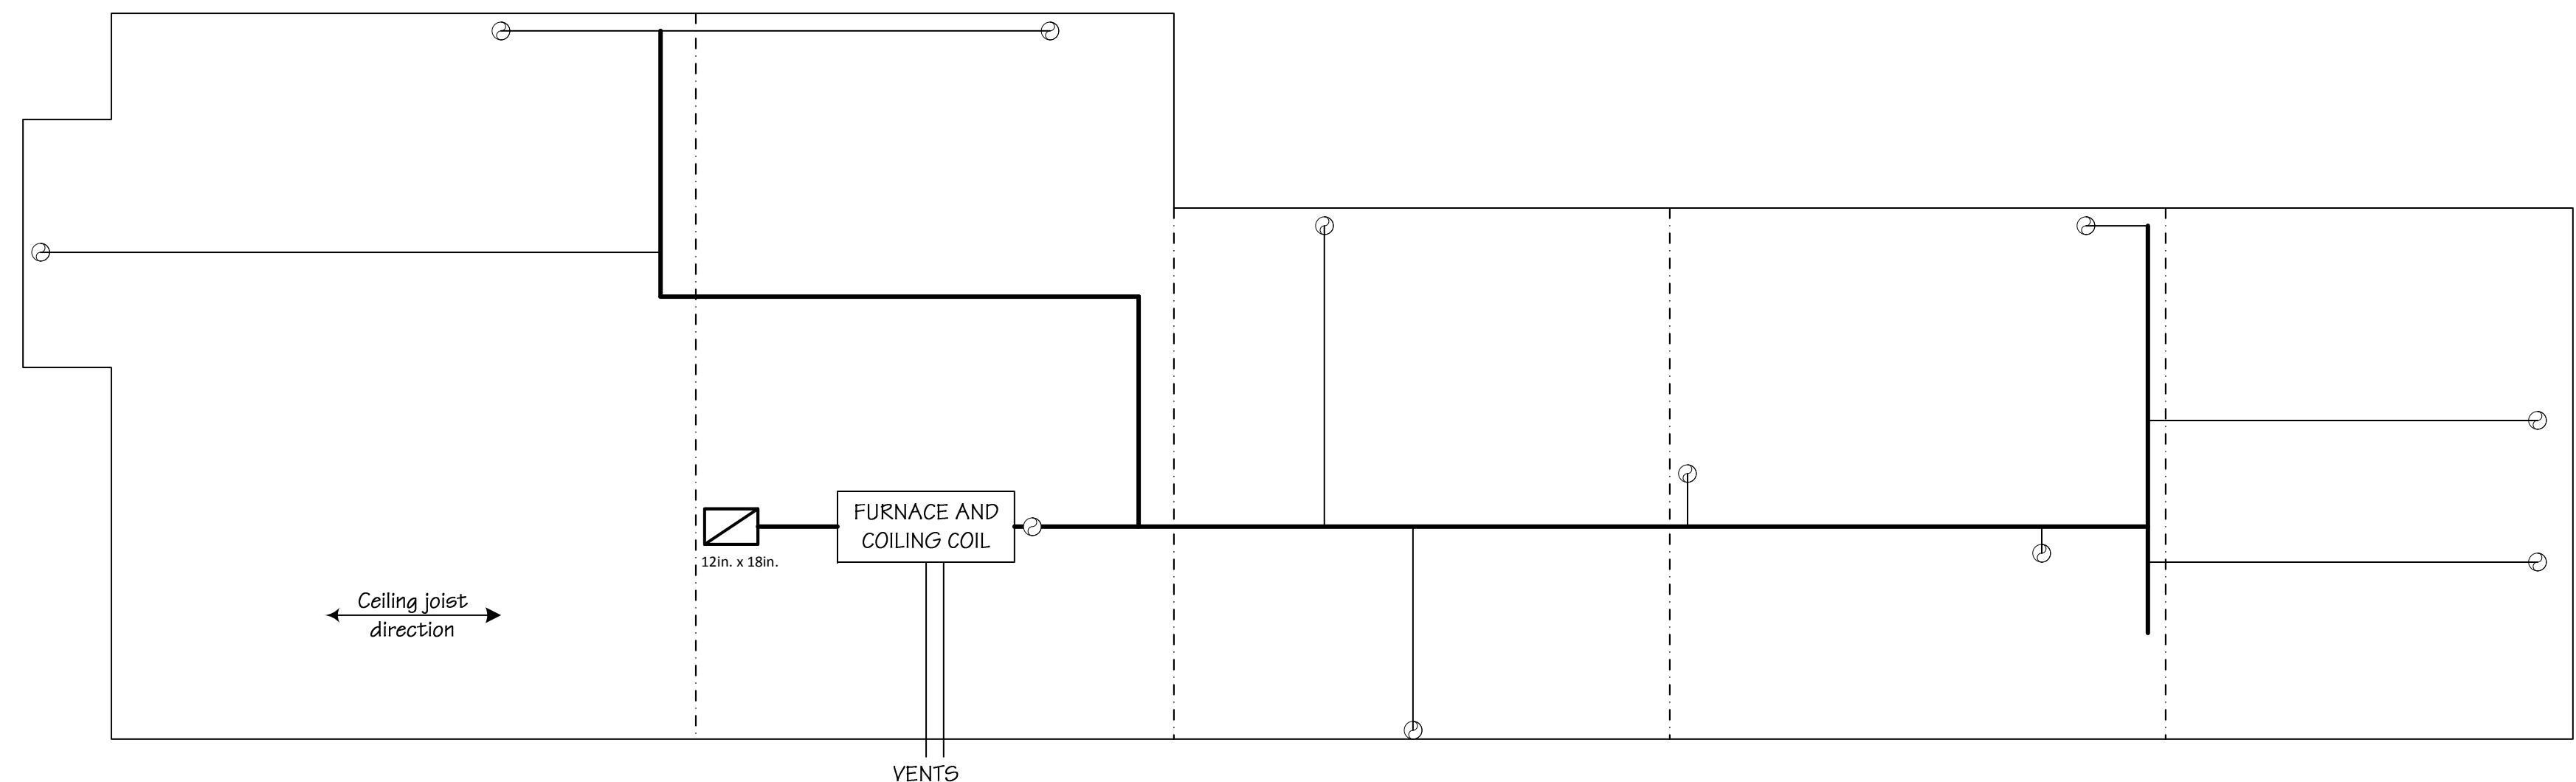 FURNACE AND
COILING COIL
12in. x 18in.
Ceiling joist
direction
VENTS